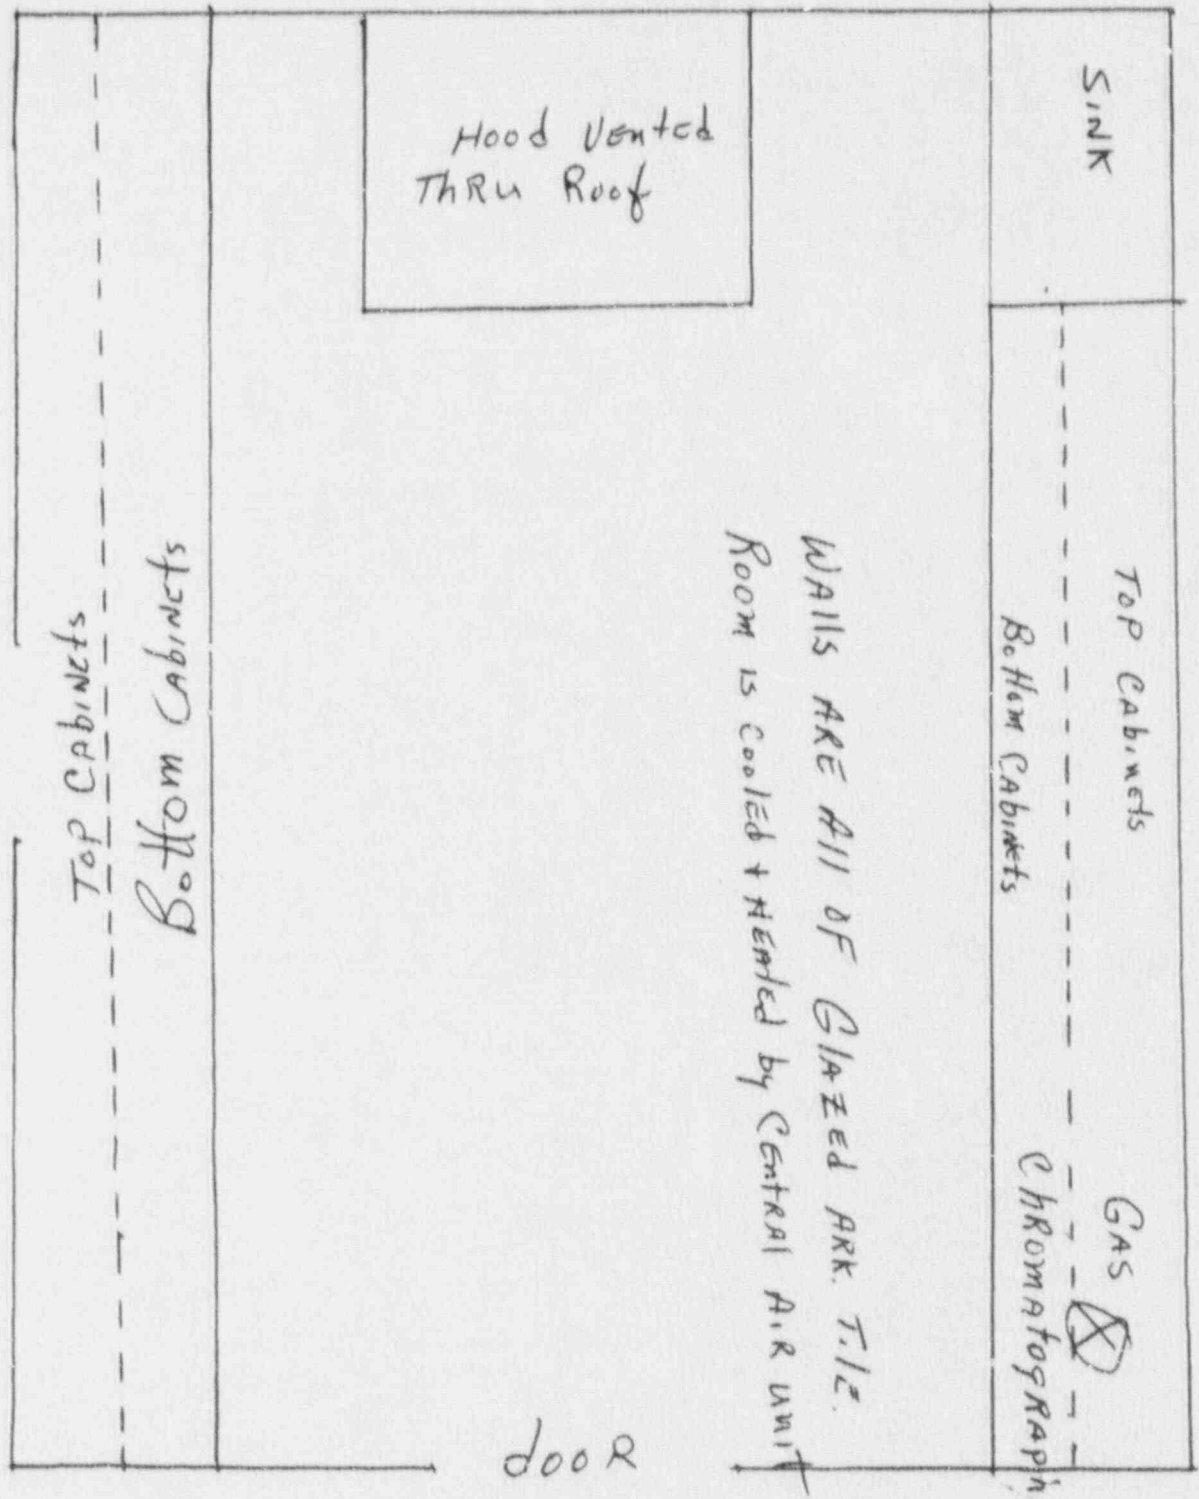 Hood Vented
ThRu Roof
SINK
Top Cabinets
Bottom Cabinets
Top Cabinets
Bottom Cabinets
WAlls ARE All OF GlAZEd ARK. TilE.
Room is Cooled + HEAted by CENtRAl AiR unit
GAS
ChRomAtogRAph
X
dooR